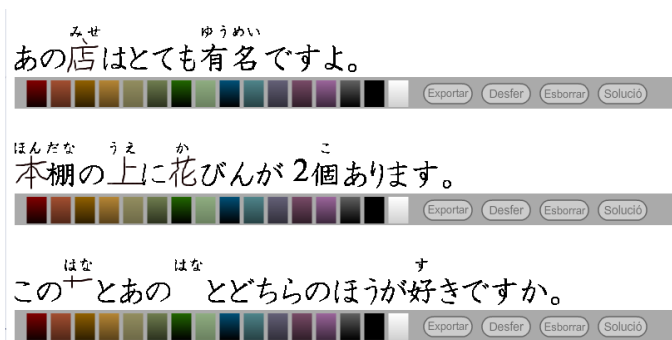 みせ ゆうめい
あの店はとても有名ですよ。
Exportar Desfer Esborrar Solució
ほんだな うえ か こ
本棚の上に花びんが2個あります。
Exportar Desfer Esborrar Solució
はな はな す
この とあの とどちらのほうが好きですか。
Exportar Desfer Esborrar Solució